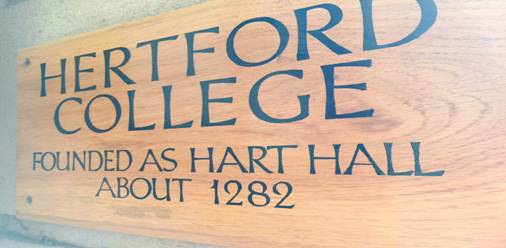 HERTFORD
COLLEGE
FOUNDED AS HART HALL
ABOUT 1282